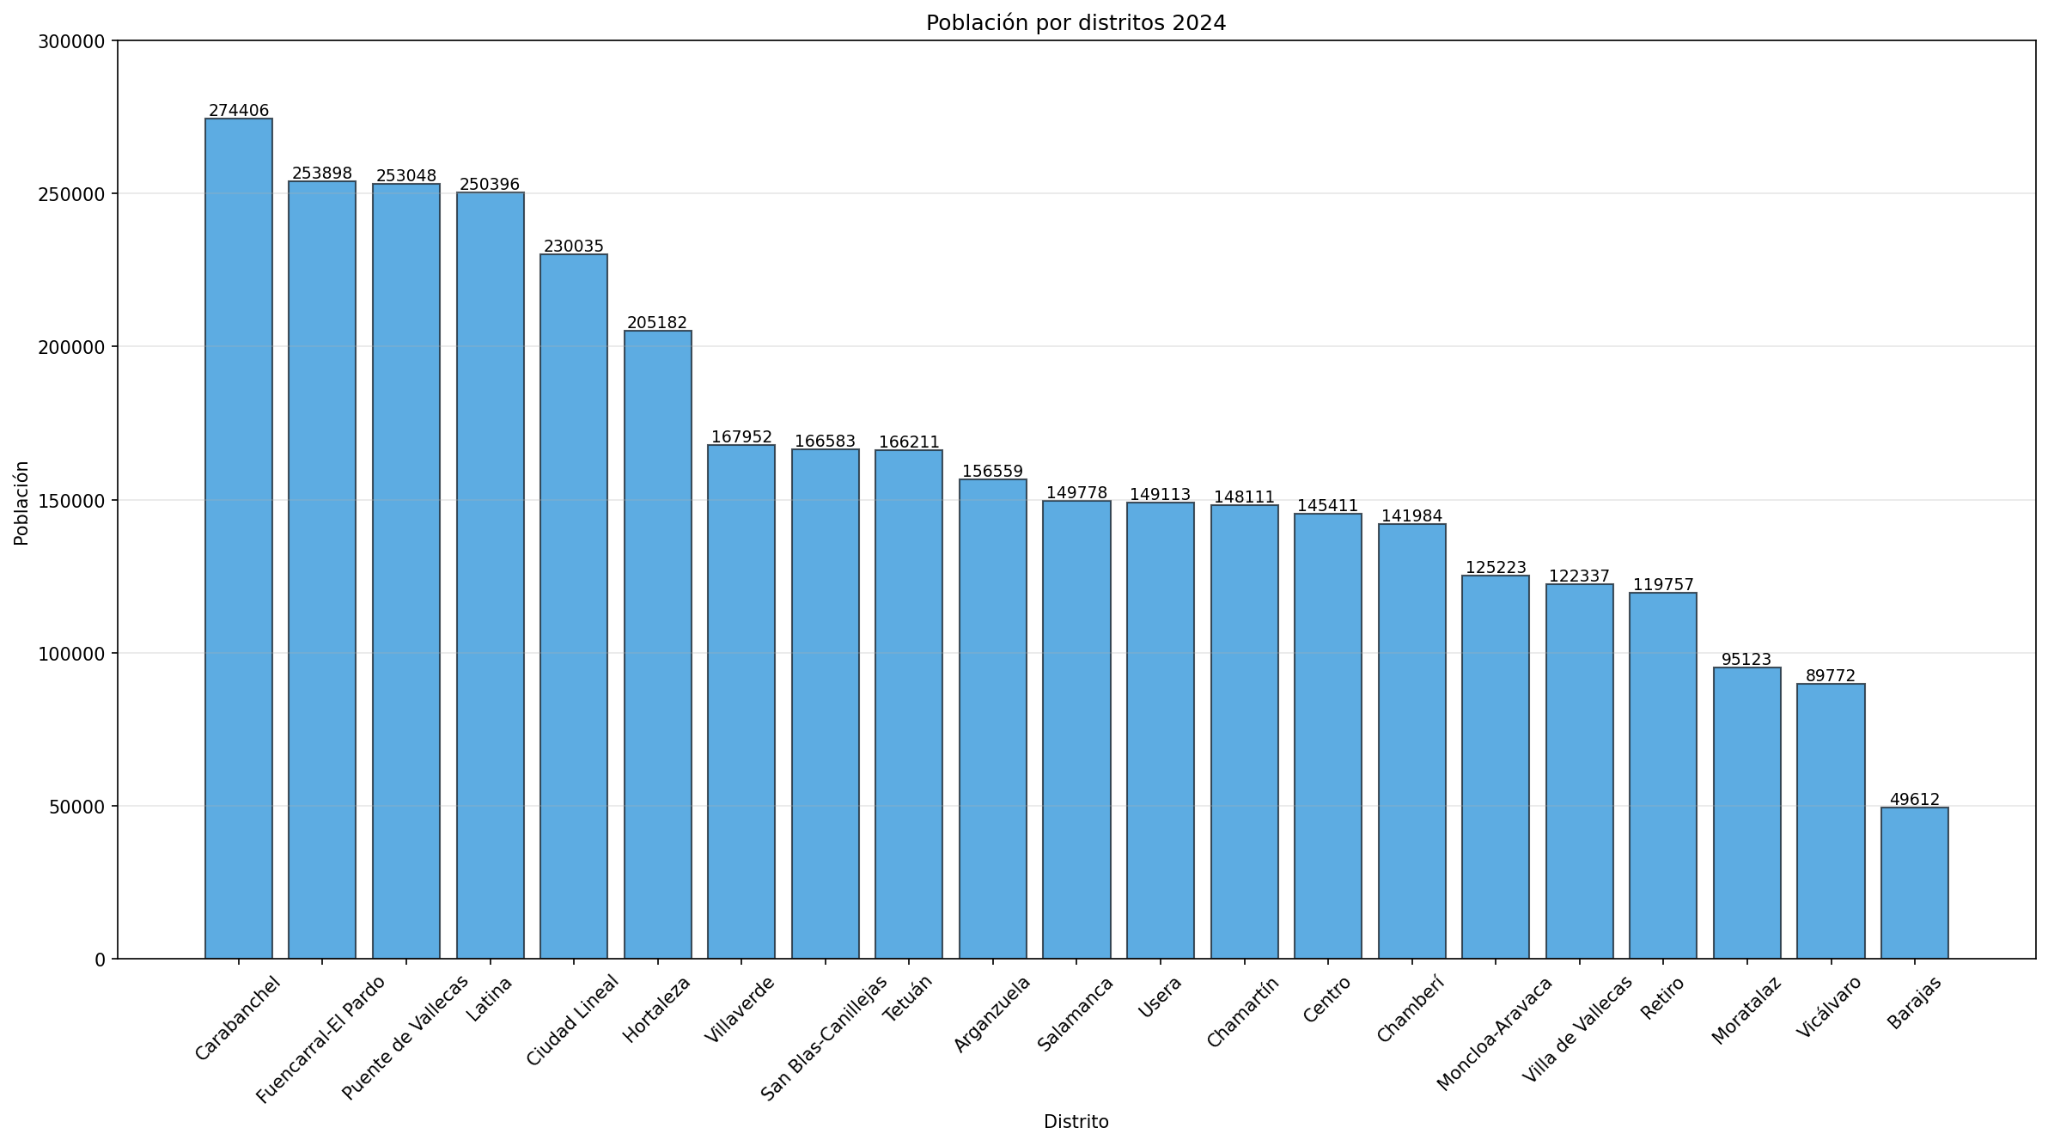 Población por distritos 2024
Población
300000
250000
200000
150000
100000
50000
0
274406
253898
253048
250396
230035
205182
167952
166583
166211
156559
149778
149113
148111
145411
141984
125223
122337
119757
95123
89772
49612
Carabanchel
Fuencarral-El Pardo
Puente de Vallecas
Latina
Ciudad Lineal
Hortaleza
Villaverde
San Blas-Canillejas
Tetuán
Arganzuela
Salamanca
Usera
Chamartín
Centro
Chamberí
Moncloa-Aravaca
Villa de Vallecas
Retiro
Moratalaz
Vicálvaro
Barajas
Distrito